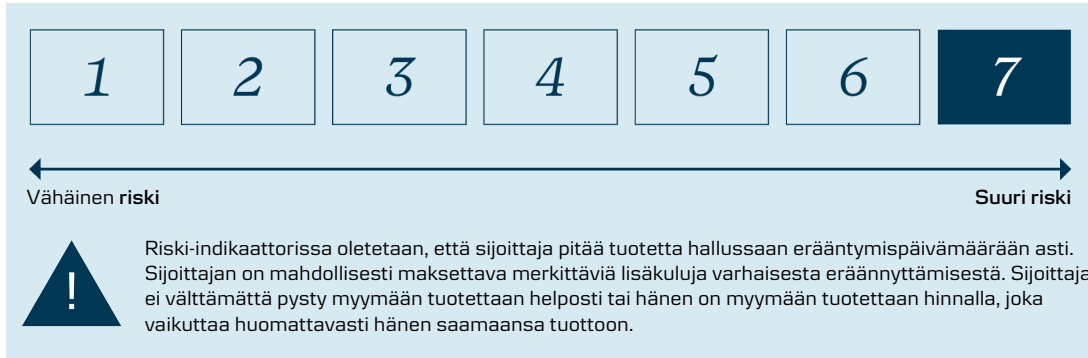 1 2 3 4 5 6 7
Vähäinen riski Suuri riski
!
Riski-indikaattorissa oletetaan, että sijoittaja pitää tuotetta hallussaan erääntymispäivämäärään asti.
Sijoittajan on mahdollisesti maksettava merkittäviä lisäkuluja varhaisesta eräännyttämisestä. Sijoittaja
ei välttämättä pysty myymään tuotettaan helposti tai hänen on myymään tuotettaan hinnalla, joka
vaikuttaa huomattavasti hänen saamaansa tuottoon.